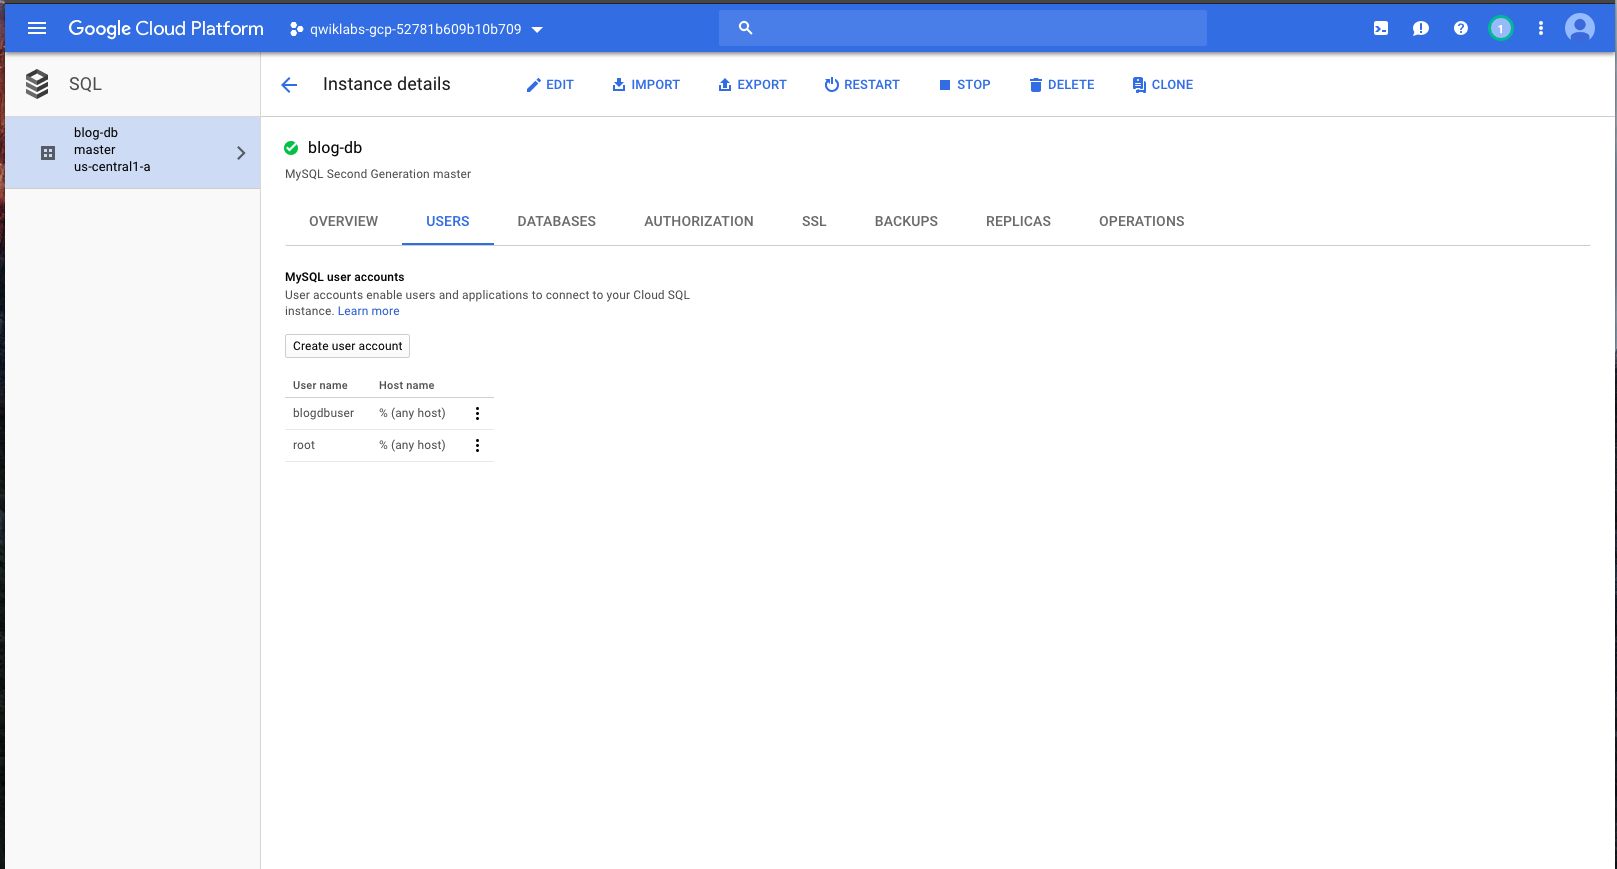 Google Cloud Platform
qwiklabs-gcp-52781b609b10b709
1
SQL
Instance details
EDIT
IMPORT
EXPORT
RESTART
STOP
DELETE
CLONE
blog-db
master
us-central1-a
blog-db
MySQL Second Generation master
OVERVIEW
USERS
DATABASES
AUTHORIZATION
SSL
BACKUPS
REPLICAS
OPERATIONS
MySQL user accounts
User accounts enable users and applications to connect to your Cloud SQL
instance. Learn more
Create user account
User name Host name
blogdbuser % (any host)
root % (any host)